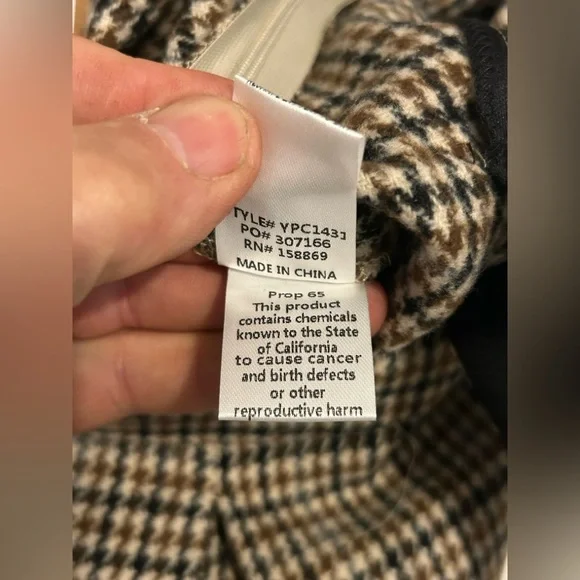 TYLE# YPC1431
PO# 307166
RN# 158869
MADE IN CHINA
Prop 65
This product
contains chemicals
known to the State
of California
to cause cancer
and birth defects
or other
reproductive harm